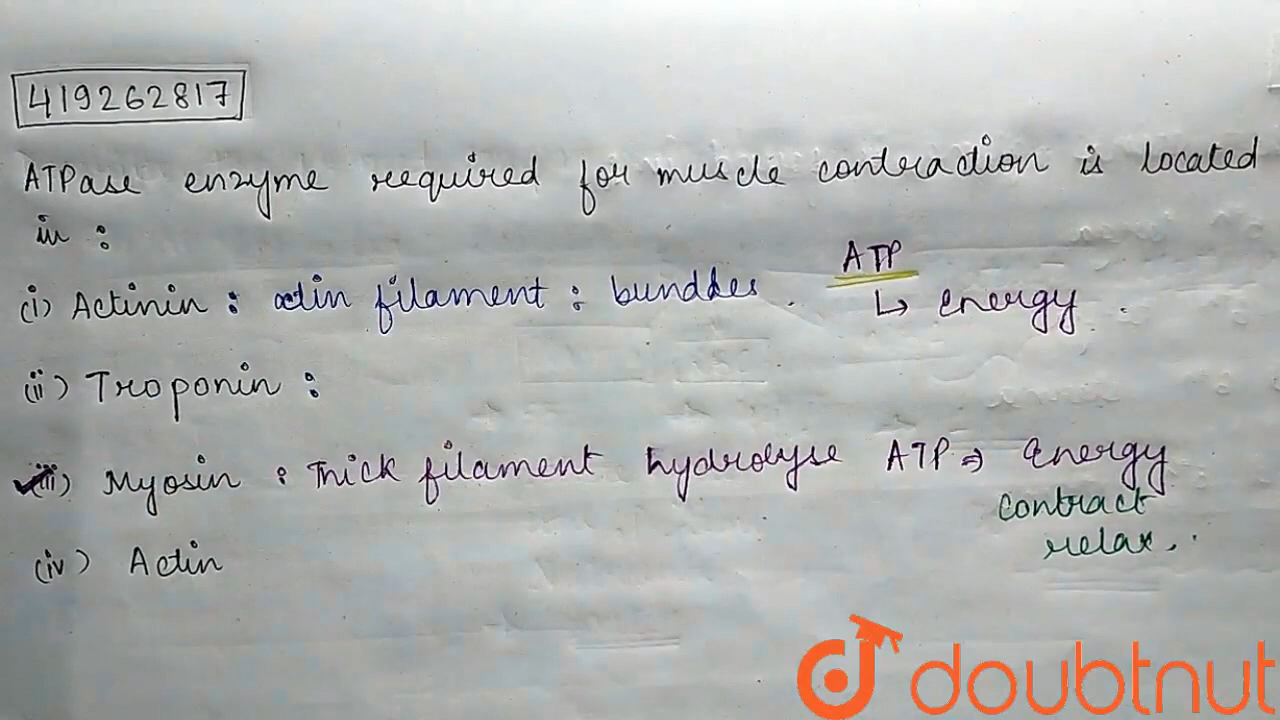 419262817
ATPase enzyme required for muscle contraction is located
in :
(i) Actinin : actin filament : bundles .
ATP
↳ energy .
(ii) Troponin :
(iii) Myosin : Thick filament hydrolyse ATP ⇒ Energy
contract
relax .
(iv) Actin
doubtnut